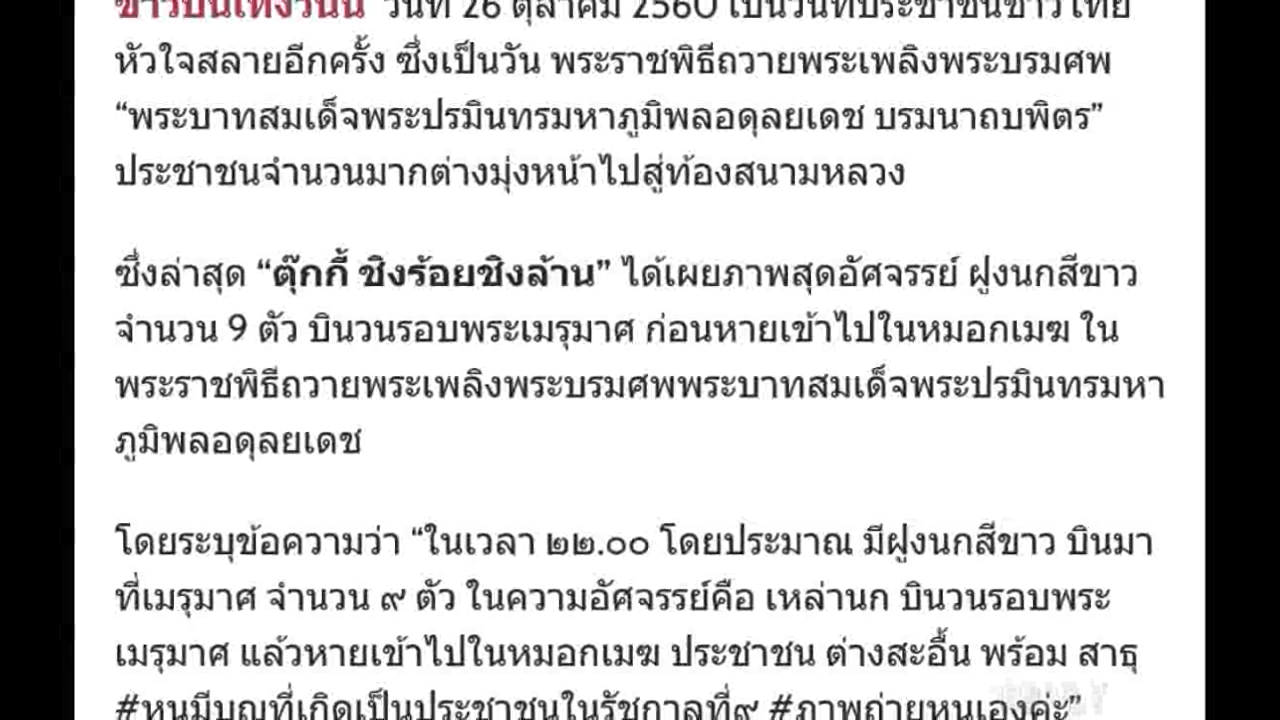 ข่าวบันเทิงวันนี้ วันที่ 26 ตุลาคม 2560 เป็นวันที่ประชาชนชาวไทย
หัวใจสลายอีกครั้ง ซึ่งเป็นวัน พระราชพิธีถวายพระเพลิงพระบรมศพ
“พระบาทสมเด็จพระปรมินทรมหาภูมิพลอดุลยเดช บรมนาถบพิตร”
ประชาชนจำนวนมากต่างมุ่งหน้าไปสู่ท้องสนามหลวง
ซึ่งล่าสุด “ตุ๊กกี้ ชิงร้อยชิงล้าน” ได้เผยภาพสุดอัศจรรย์ ฝูงนกสีขาว
จำนวน 9 ตัว บินวนรอบพระเมรุมาศ ก่อนหายเข้าไปในหมอกเมฆ ใน
พระราชพิธีถวายพระเพลิงพระบรมศพพระบาทสมเด็จพระปรมินทรมหา
ภูมิพลอดุลยเดช
โดยระบุข้อความว่า “ในเวลา ๒๒.๐๐ โดยประมาณ มีฝูงนกสีขาว บินมา
ที่เมรุมาศ จำนวน ๙ ตัว ในความอัศจรรย์คือ เหล่านก บินวนรอบพระ
เมรุมาศ แล้วหายเข้าไปในหมอกเมฆ ประชาชน ต่างสะอื้น พร้อม สาธุ
#หนูมีบุญที่เกิดเป็นประชาชนในรัชกาลที่๙ #ภาพถ่ายหนูเองค่ะ”